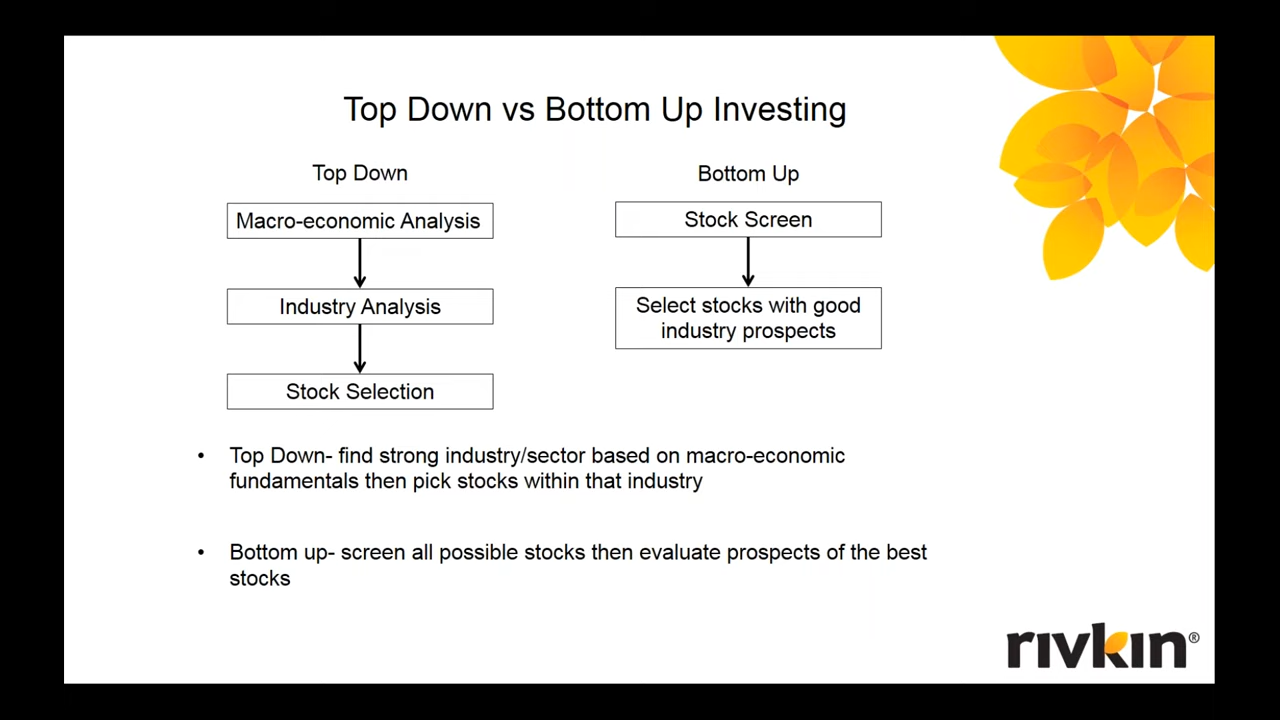 Top Down vs Bottom Up Investing
Top Down
Macro-economic Analysis
Industry Analysis
Stock Selection
Bottom Up
Stock Screen
Select stocks with good
industry prospects
• Top Down- find strong industry/sector based on macro-economic
fundamentals then pick stocks within that industry
• Bottom up- screen all possible stocks then evaluate prospects of the best
stocks
rivkin®